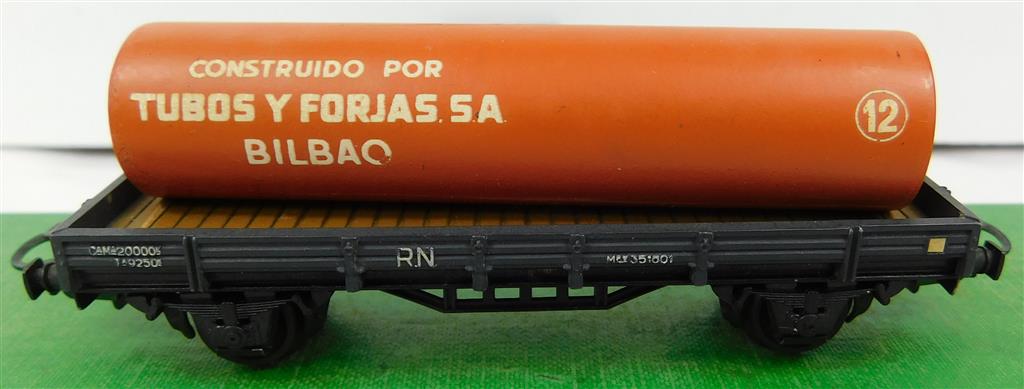 CONSTRUIDO POR
TUBOS Y FORJAS. S.A.
BILBAO
12
R.N.